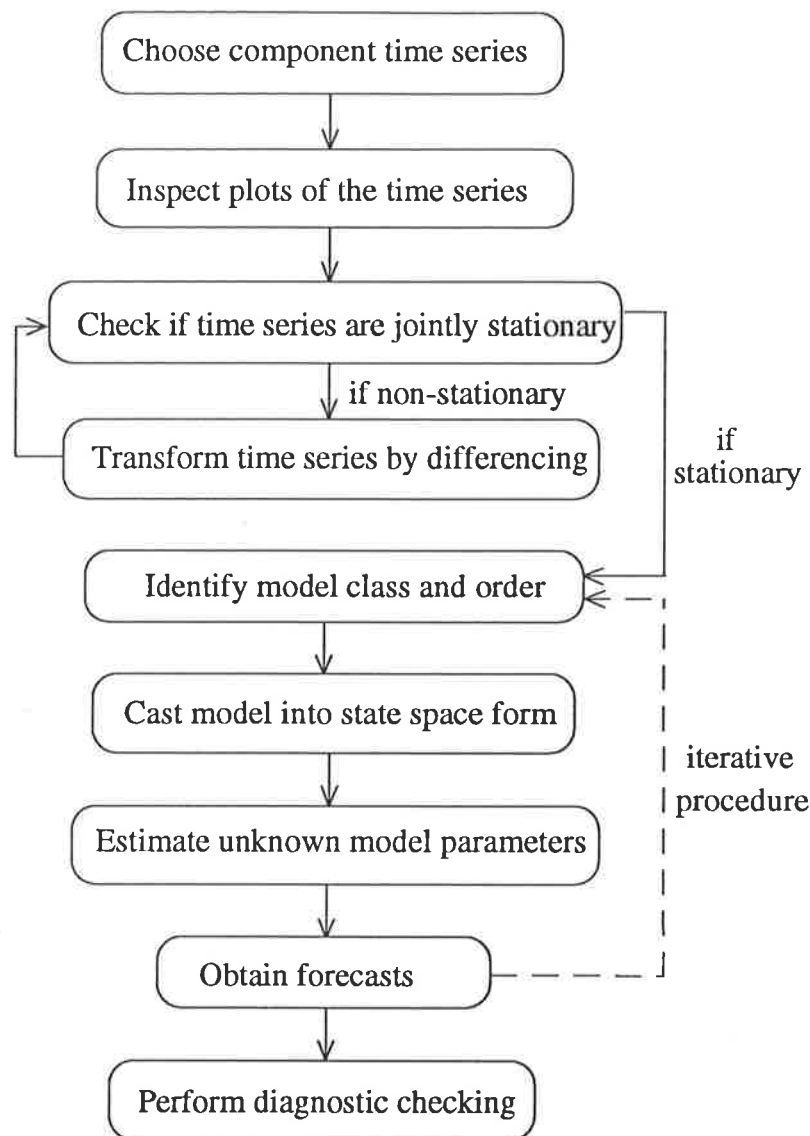 Choose component time series
Inspect plots of the time series
Check if time series are jointly stationary
if non-stationary
Transform time series by differencing
if
stationary
Identify model class and order
Cast model into state space form
Estimate unknown model parameters
iterative
procedure
Obtain forecasts
Perform diagnostic checking